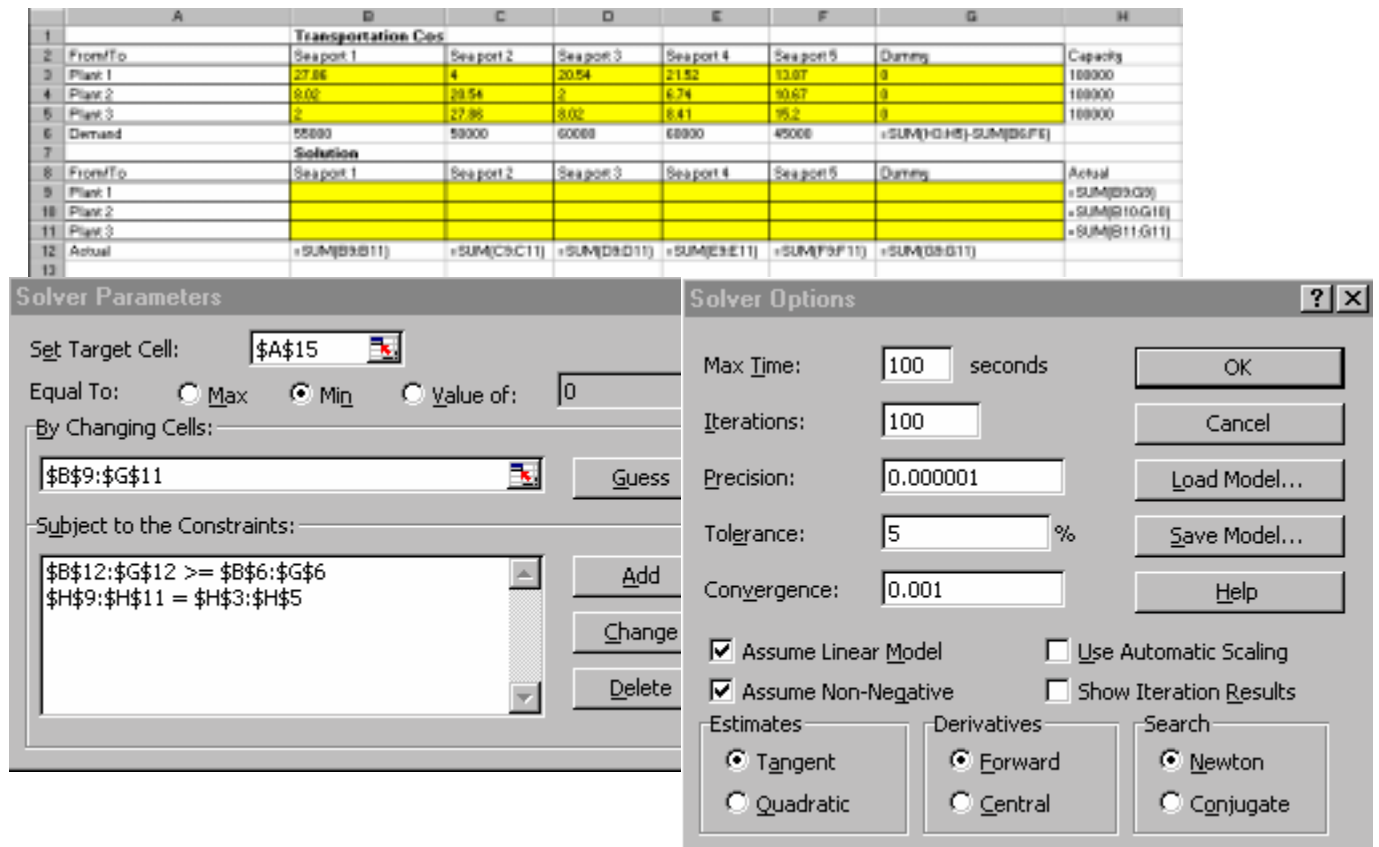 A B C D E F G H
1 Transportation Cos
2 From/To Seaport 1 Seaport 2 Seaport 3 Seaport 4 Seaport 5 Dummy Capacity
3 Plant 1 27.86 4 20.54 21.52 13.87 0 100000
4 Plant 2 8.02 20.54 2 6.74 10.67 0 100000
5 Plant 3 2 27.86 8.02 8.41 15.2 0 100000
6 Demand 55000 50000 60000 60000 45000 =SUM(H3:H5)-SUM(B6:F6)
7 Solution
8 From/To Seaport 1 Seaport 2 Seaport 3 Seaport 4 Seaport 5 Dummy Actual
9 Plant 1 =SUM(B9:G9)
10 Plant 2 =SUM(B10:G10)
11 Plant 3 =SUM(B11:G11)
12 Actual =SUM(B9:B11) =SUM(C9:C11) =SUM(D9:D11) =SUM(E9:E11) =SUM(F9:F11) =SUM(G9:G11)
13
Solver Parameters
Set Target Cell: $A$15
Equal To: Max Min Value of: 0
By Changing Cells:
$B$9:$G$11 Guess
Subject to the Constraints:
$B$12:$G$12 >= $B$6:$G$6 Add
$H$9:$H$11 = $H$3:$H$5
Change
Delete
Solver Options ? X
Max Time: 100 seconds OK
Iterations: 100 Cancel
Precision: 0.000001 Load Model...
Tolerance: 5 % Save Model...
Convergence: 0.001 Help
Assume Linear Model Use Automatic Scaling
Assume Non-Negative Show Iteration Results
Estimates Derivatives Search
Tangent Forward Newton
Quadratic Central Conjugate